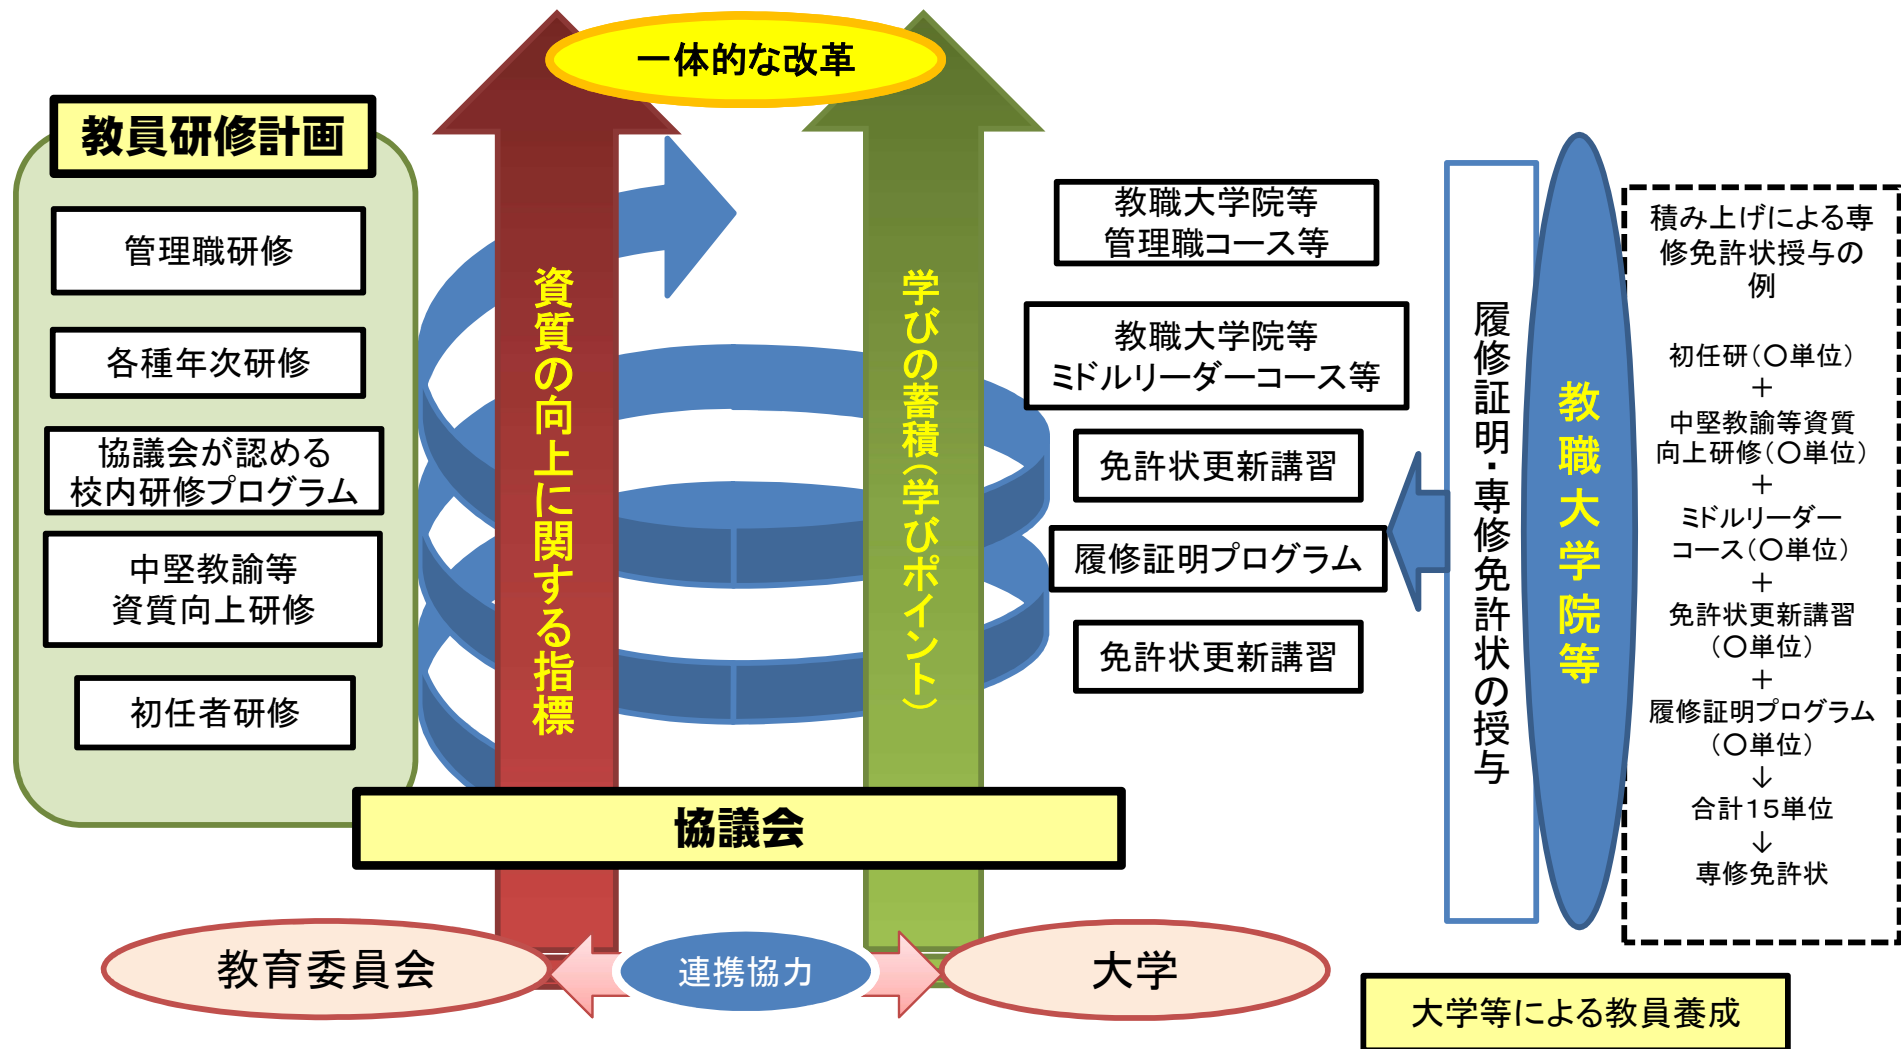 一体的な改革
教員研修計画
管理職研修
各種年次研修
協議会が認める
校内研修プログラム
中堅教諭等
資質向上研修
初任者研修
資質の向上に関する指標
学びの蓄積(学びポイント)
教職大学院等
管理職コース等
教職大学院等
ミドルリーダーコース等
免許状更新講習
履修証明プログラム
免許状更新講習
履修証明・専修免許状の授与
教職大学院等
積み上げによる専
修免許状授与の
例
初任研(〇単位)
+
中堅教諭等資質
向上研修(〇単位)
+
ミドルリーダー
コース(〇単位)
+
免許状更新講習
(〇単位)
+
履修証明プログラム
(〇単位)
↓
合計15単位
↓
専修免許状
協議会
教育委員会
連携協力
大学
大学等による教員養成